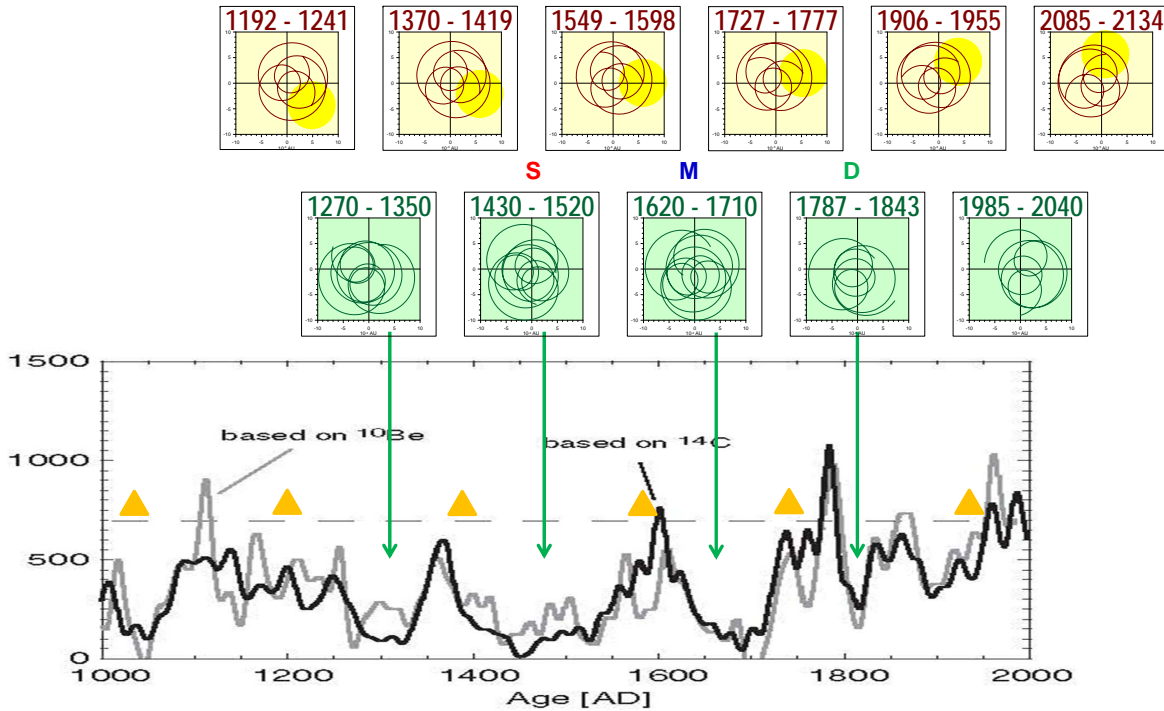 1192 - 1241
1370 - 1419
1549 - 1598
1727 - 1777
1906 - 1955
2085 - 2134
S
M
D
1270 - 1350
1430 - 1520
1620 - 1710
1787 - 1843
1985 - 2040
1500
1000
500
0
based on ¹⁰Be
based on ¹⁴C
1000
1200
1400
1600
1800
2000
Age [AD]